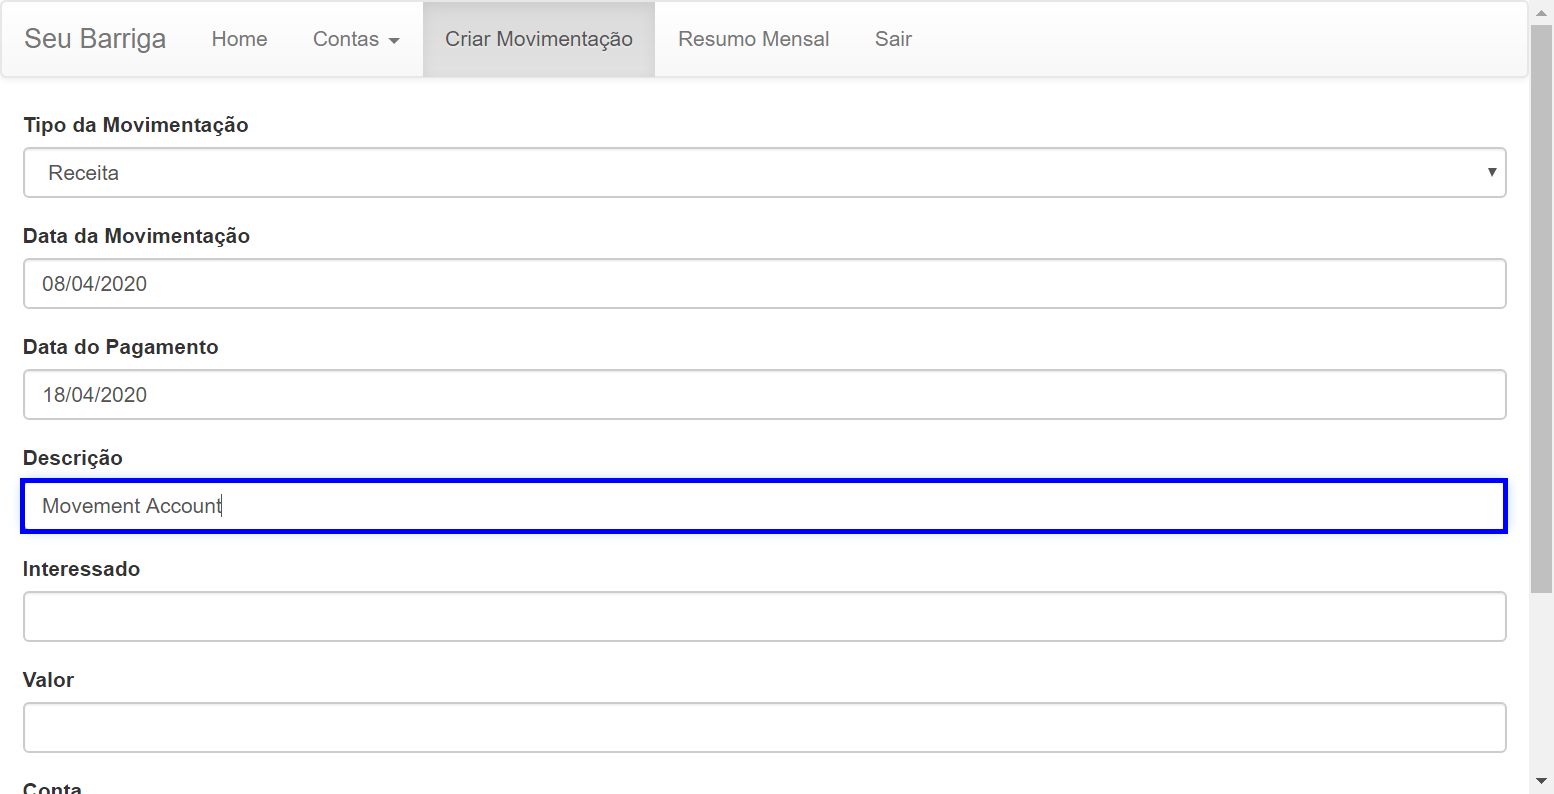 Seu Barriga Home Contas Criar Movimentação Resumo Mensal Sair
Tipo da Movimentação
Receita
Data da Movimentação
08/04/2020
Data do Pagamento
18/04/2020
Descrição
Movement Account
Interessado
Valor
Conta